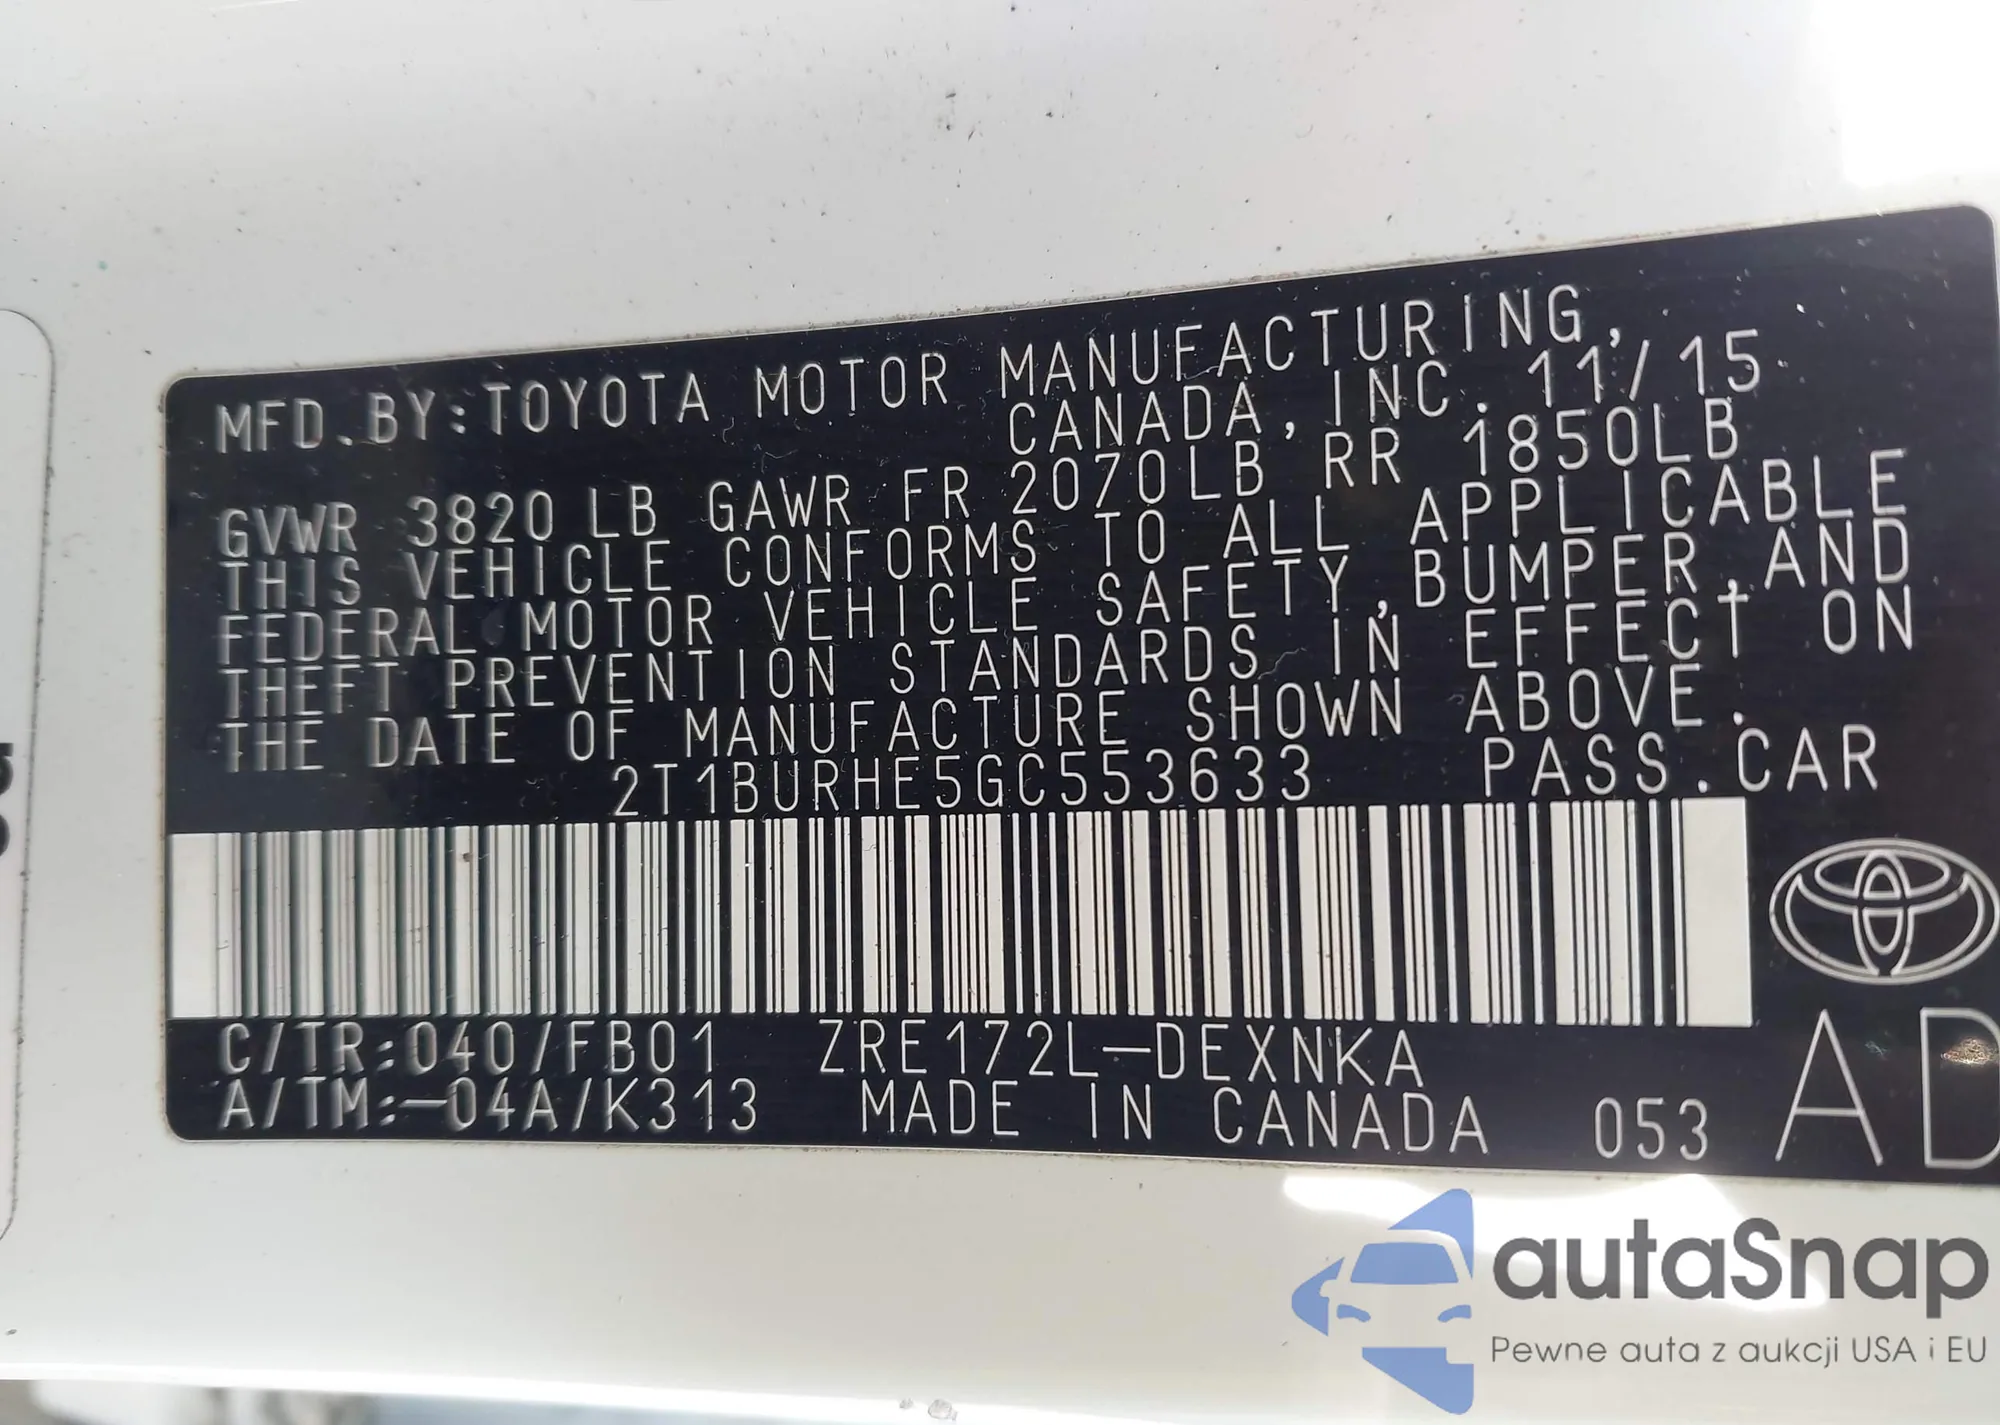 MFD.BY:TOYOTA MOTOR MANUFACTURING,
CANADA, INC. 11/15
GVWR 3820 LB GAWR FR 2070LB RR 1850LB
THIS VEHICLE CONFORMS TO ALL APPLICABLE
FEDERAL MOTOR VEHICLE SAFETY,BUMPER,AND
THEFT PREVENTION STANDARDS IN EFFECT ON
THE DATE OF MANUFACTURE SHOWN ABOVE.
2T1BURHE5GC553633 PASS.CAR
C/TR:040/FB01 ZRE172L-DEXNKA
A/TM:-04A/K313 MADE IN CANADA 053
AD
autaSnap
Pewne auta z aukcji USA i EU